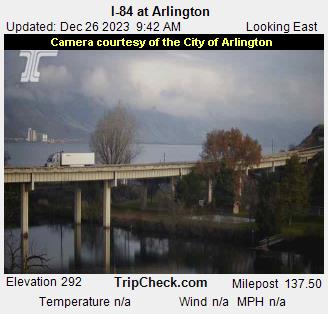 I-84 at Arlington
Updated: Dec 26 2023 9:42 AM Looking East
Camera courtesy of the City of Arlington
Elevation 292 TripCheck.com Milepost 137.50
Temperature n/a Wind n/a MPH n/a